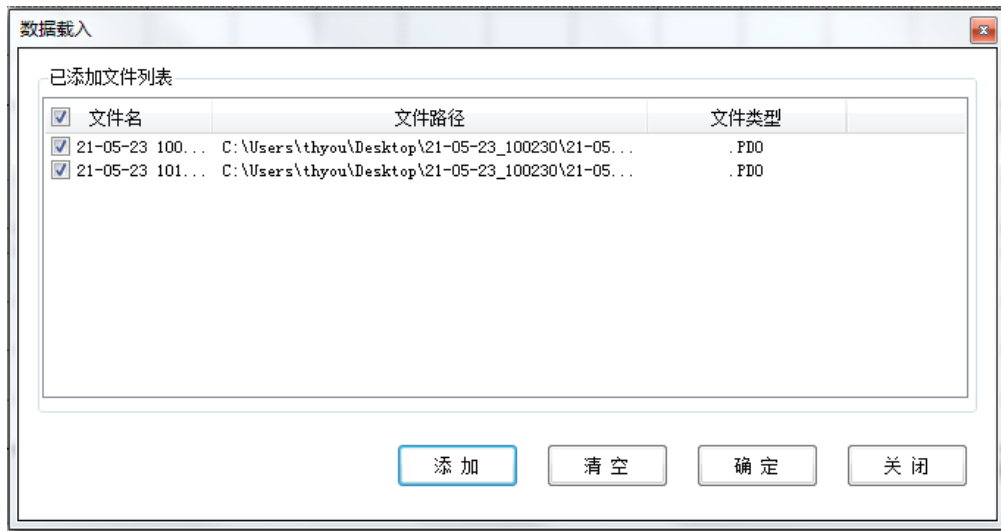 数据载入
已添加文件列表
文件名 文件路径 文件类型
21-05-23 100... C:\Users\thyou\Desktop\21-05-23_100230\21-05... .PDO
21-05-23 101... C:\Users\thyou\Desktop\21-05-23_100230\21-05... .PDO
添加 清空 确定 关闭